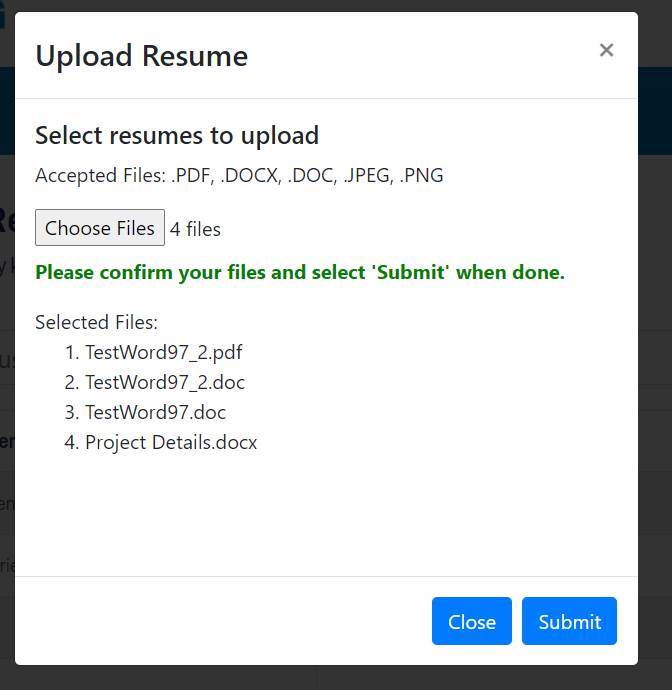 Upload Resume
×
Select resumes to upload
Accepted Files: .PDF, .DOCX, .DOC, .JPEG, .PNG
Choose Files 4 files
Please confirm your files and select 'Submit' when done.
Selected Files:
1. TestWord97_2.pdf
2. TestWord97_2.doc
3. TestWord97.doc
4. Project Details.docx
Close Submit